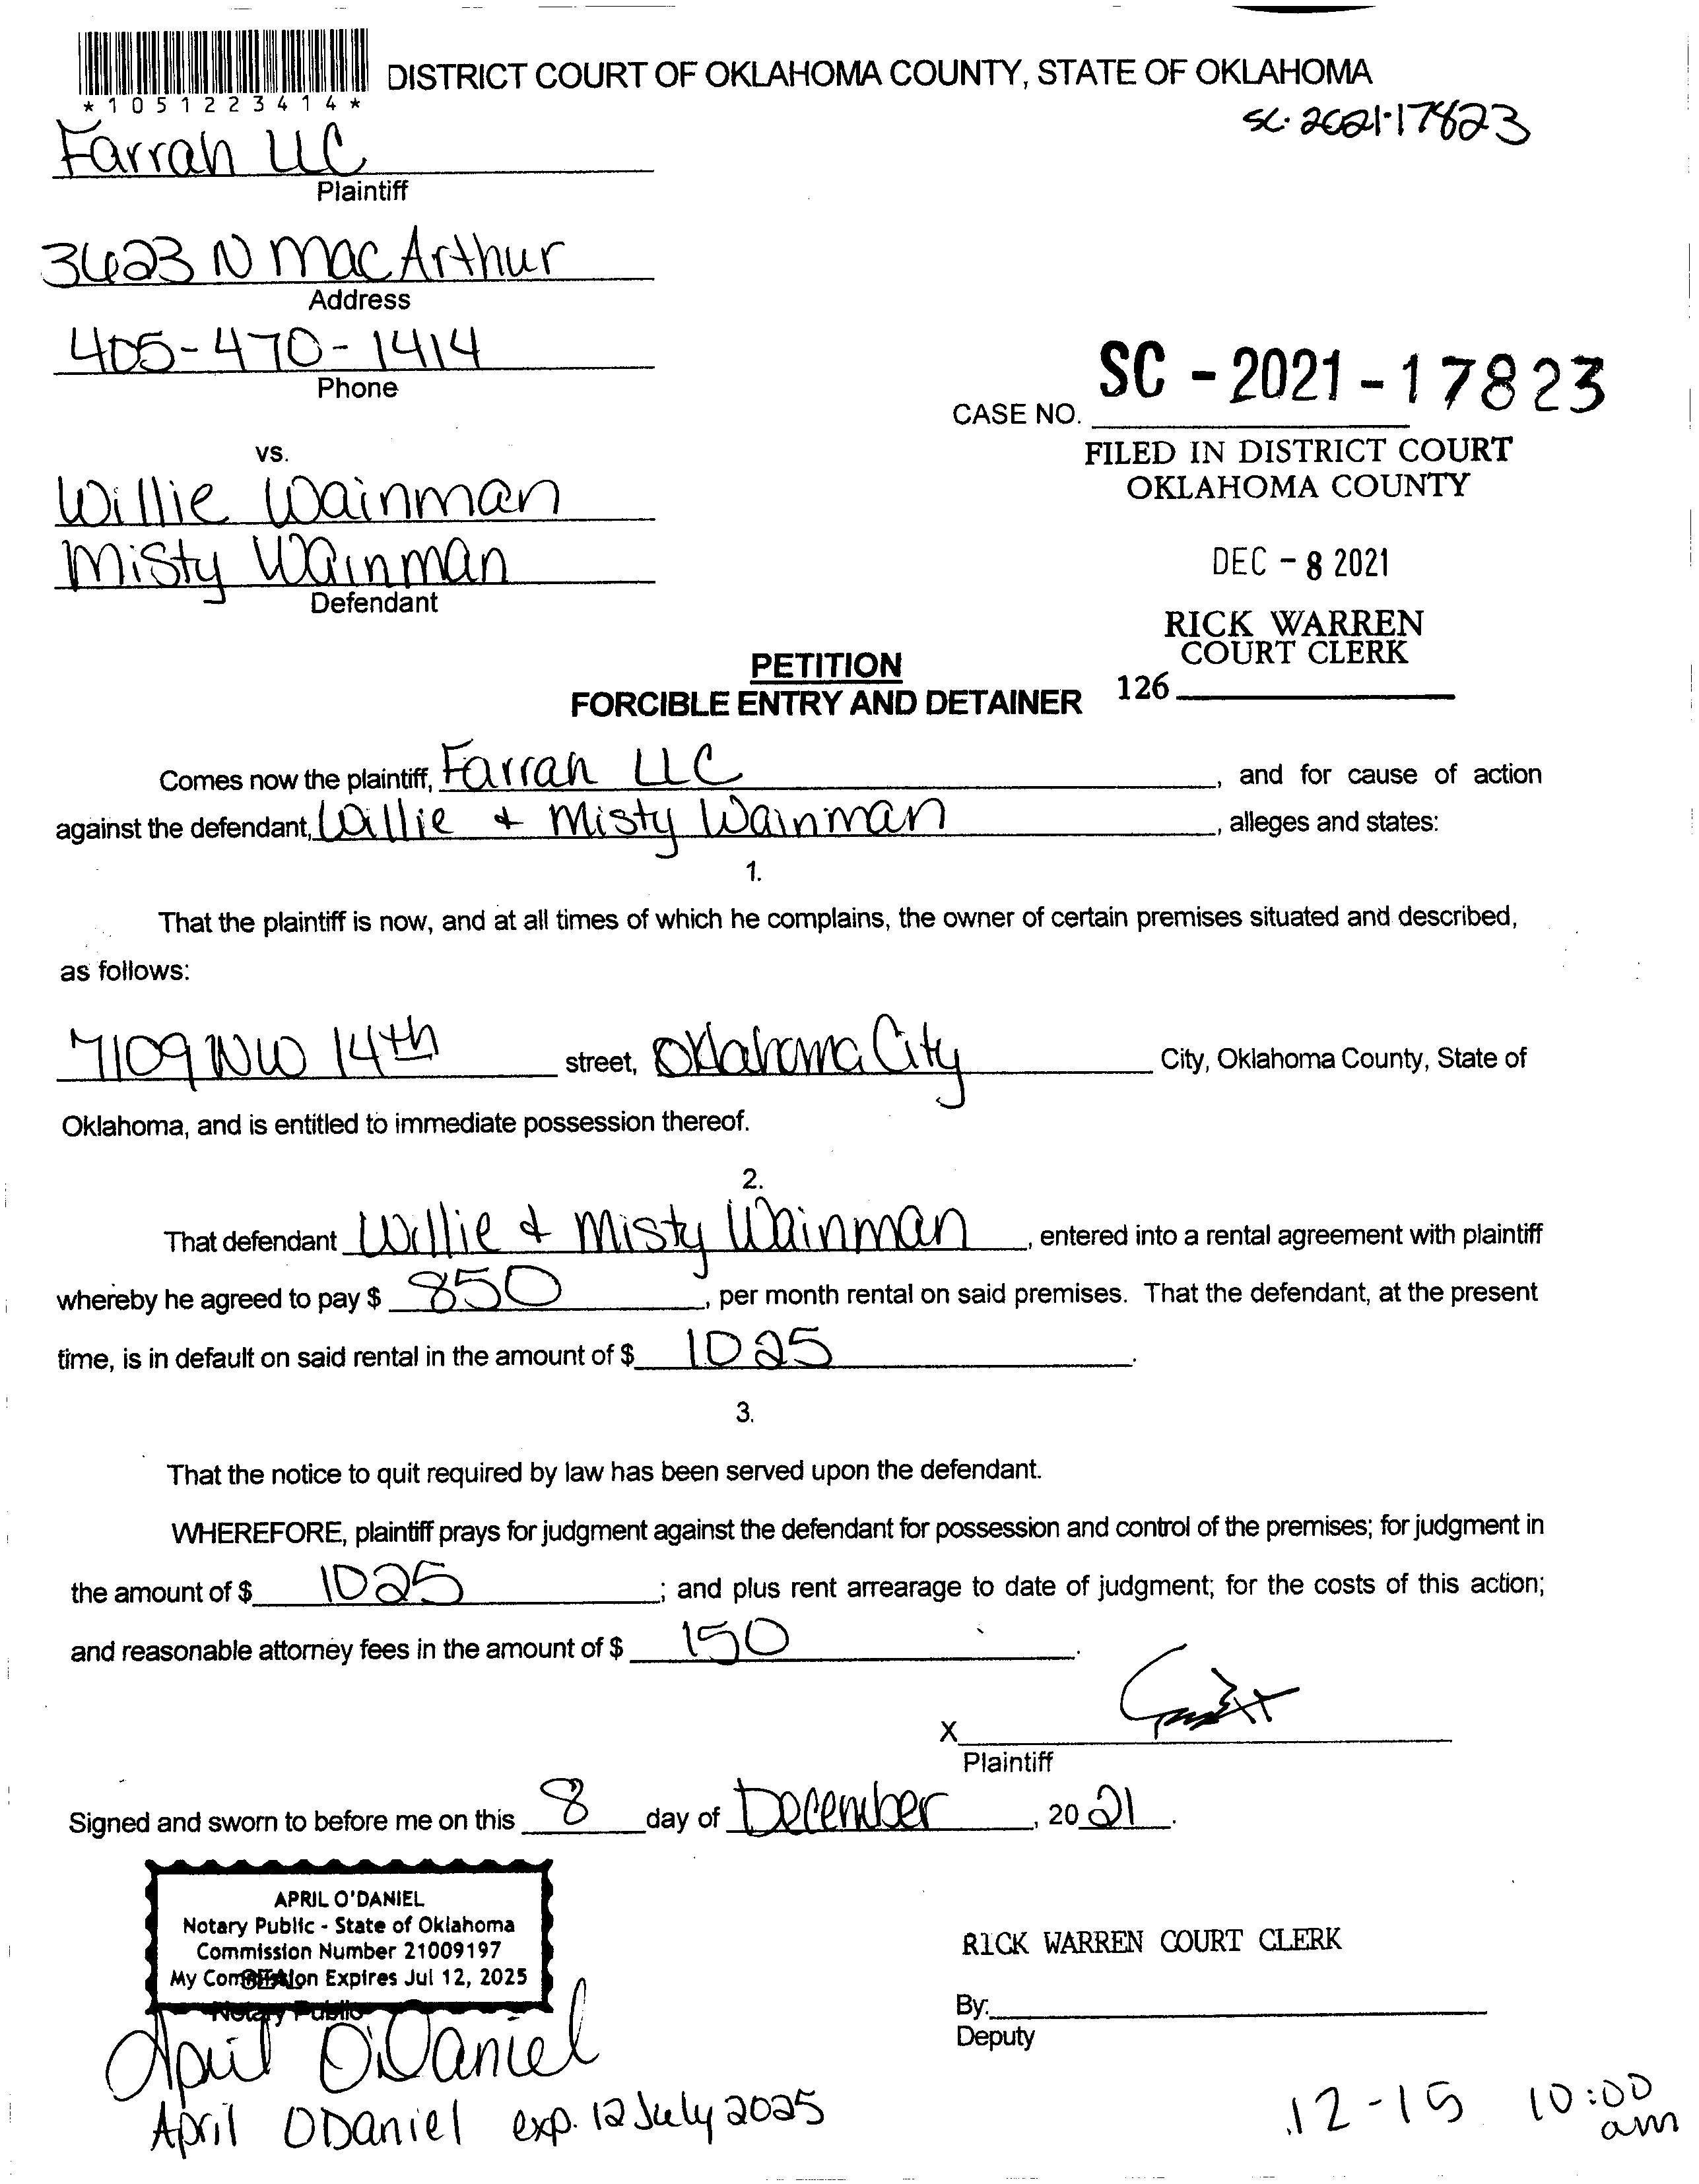 DISTRICT COURT OF OKLAHOMA COUNTY, STATE OF OKLAHOMA
*1051223414*
SC-2021-17823
Farrah LLC
Plaintiff
3623 N MacArthur
Address
405-470-1414
Phone
SC - 2021 - 17823
CASE NO.
FILED IN DISTRICT COURT
OKLAHOMA COUNTY
vs.
Willie Wainman
Misty Wainman
Defendant
DEC - 8 2021
RICK WARREN
COURT CLERK
126
PETITION
FORCIBLE ENTRY AND DETAINER
Comes now the plaintiff, Farrah LLC, and for cause of action
against the defendant, Willie + Misty Wainman, alleges and states:
1.
That the plaintiff is now, and at all times of which he complains, the owner of certain premises situated and described,
as follows:
7109 NW 14th street, Oklahoma City City, Oklahoma County, State of
Oklahoma, and is entitled to immediate possession thereof.
2.
That defendant Willie + Misty Wainman, entered into a rental agreement with plaintiff
whereby he agreed to pay $ 850, per month rental on said premises. That the defendant, at the present
time, is in default on said rental in the amount of $ 1025.
3.
That the notice to quit required by law has been served upon the defendant.
WHEREFORE, plaintiff prays for judgment against the defendant for possession and control of the premises; for judgment in
the amount of $ 1025; and plus rent arrearage to date of judgment; for the costs of this action;
and reasonable attorney fees in the amount of $ 150.
X
Plaintiff
Signed and sworn to before me on this 8 day of December, 2021.
APRIL O'DANIEL
Notary Public - State of Oklahoma
Commission Number 21009197
My Commission Expires Jul 12, 2025
Notary Public
RICK WARREN COURT CLERK
By:
Deputy
April O'Daniel
April ODaniel exp. 12 July 2025
12-15 10:00
am